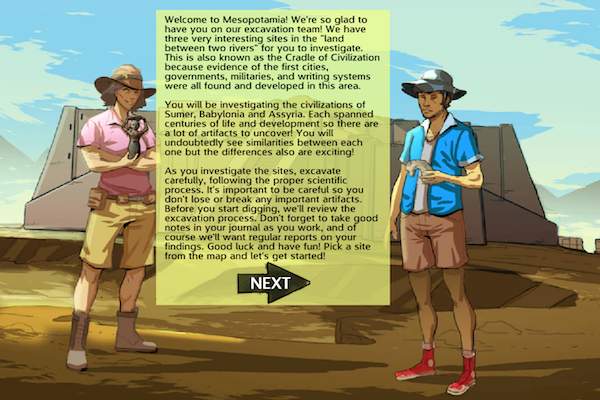 Welcome to Mesopotamia! We're so glad to
have you on our excavation team! We have
three very interesting sites in the "land
between two rivers" for you to investigate.
This is also known as the Cradle of Civilization
because evidence of the first cities,
governments, militaries, and writing systems
were all found and developed in this area.
You will be investigating the civilizations of
Sumer, Babylonia and Assyria. Each spanned
centuries of life and development so there are
a lot of artifacts to uncover! You will
undoubtedly see similarities between each
one but the differences also are exciting!
As you investigate the sites, excavate
carefully, following the proper scientific
process. It's important to be careful so you
don't lose or break any important artifacts.
Before you start digging, we'll review the
excavation process. Don't forget to take good
notes in your journal as you work, and of
course we'll want regular reports on your
findings. Good luck and have fun! Pick a site
from the map and let's get started!
NEXT